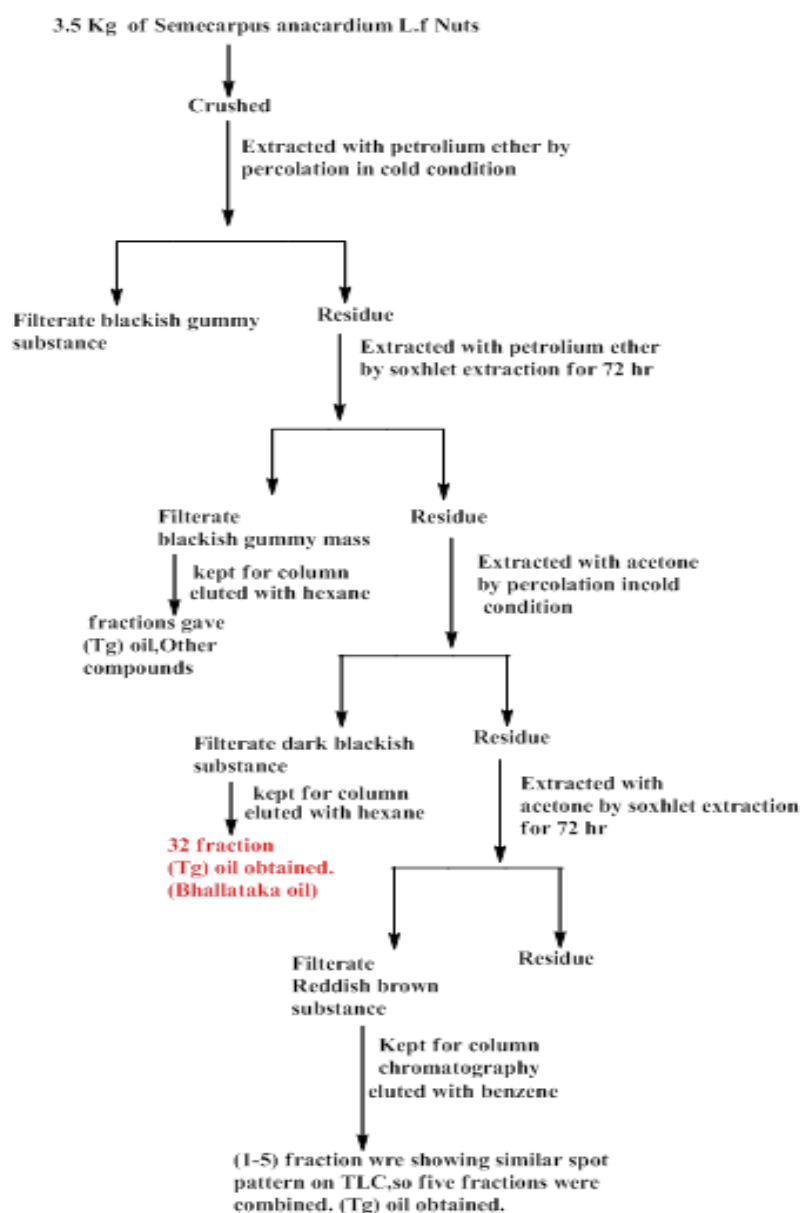 3.5 Kg of Semecarpus anacardium L.f Nuts
Crushed
Extracted with petrolium ether by
percolation in cold condition
Filterate blackish gummy
substance
Residue
Extracted with petrolium ether
by soxhlet extraction for 72 hr
Filterate
blackish gummy mass
Residue
kept for column
eluted with hexane
fractions gave
(Tg) oil,Other
compounds
Extracted with acetone
by percolation incold
condition
Filterate dark blackish
substance
Residue
kept for column
eluted with hexane
32 fraction
(Tg) oil obtained.
(Bhallataka oil)
Extracted with
acetone by soxhlet extraction
for 72 hr
Filterate
Reddish brown
substance
Residue
Kept for column
chromatography
eluted with benzene
(1-5) fraction wre showing similar spot
pattern on TLC,so five fractions were
combined. (Tg) oil obtained.